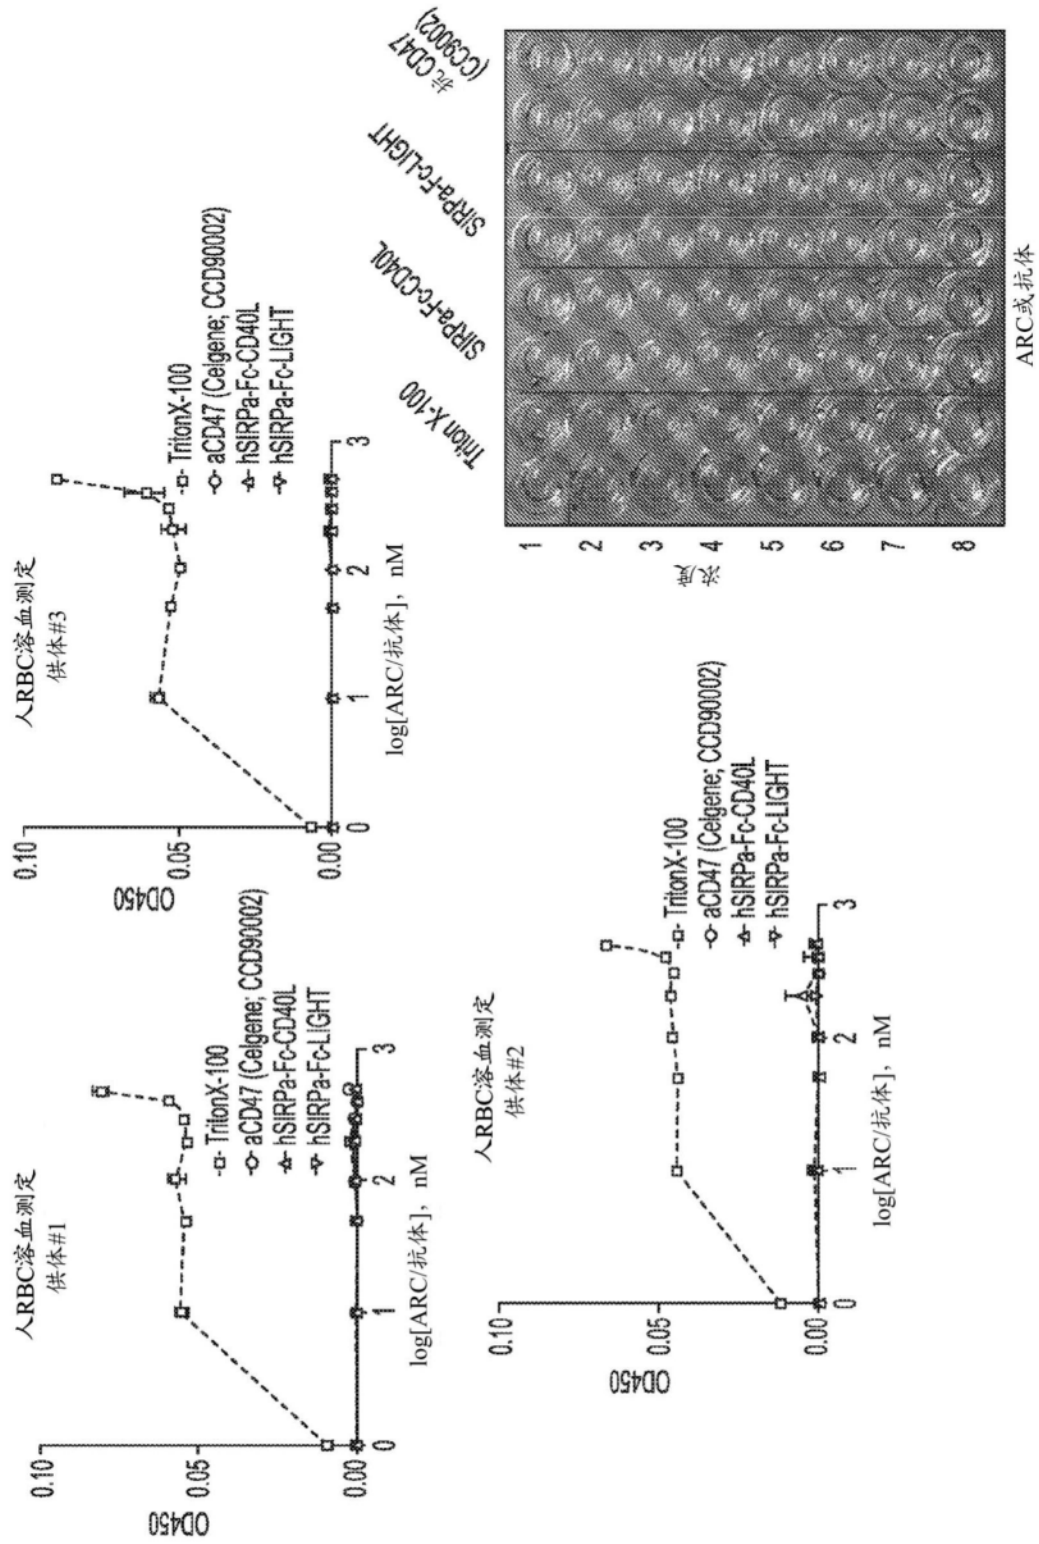 人RBC溶血测定
供体#1
OD450
0.10
0.05
0.00
0
1
2
3
log[ARC/抗体], nM
TritonX-100
aCD47 (Celgene; CCD90002)
hSIRPa-Fc-CD40L
hSIRPa-Fc-LIGHT
人RBC溶血测定
供体#3
OD450
0.10
0.05
0.00
0
1
2
3
log[ARC/抗体], nM
TritonX-100
aCD47 (Celgene; CCD90002)
hSIRPa-Fc-CD40L
hSIRPa-Fc-LIGHT
人RBC溶血测定
供体#2
OD450
0.10
0.05
0.00
0
1
2
3
log[ARC/抗体], nM
TritonX-100
aCD47 (Celgene; CCD90002)
hSIRPa-Fc-CD40L
hSIRPa-Fc-LIGHT
Triton X-100
SIRPa-Fc-CD40L
SIRPa-Fc-LIGHT
抗CD47
(CC9002)
浓度
1
2
3
4
5
6
7
8
ARC或抗体